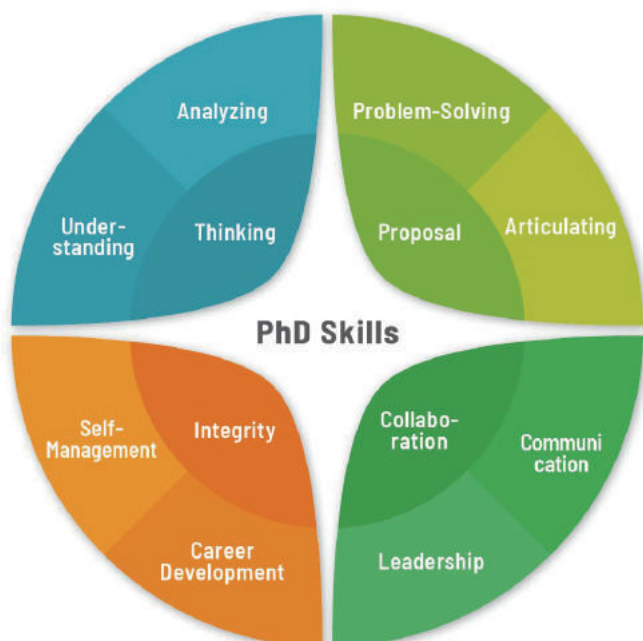 Analyzing
Under-
standing
Thinking
Problem-Solving
Proposal
Articulating
PhD Skills
Self-
Management
Integrity
Career
Development
Collabo-
ration
Communi
cation
Leadership